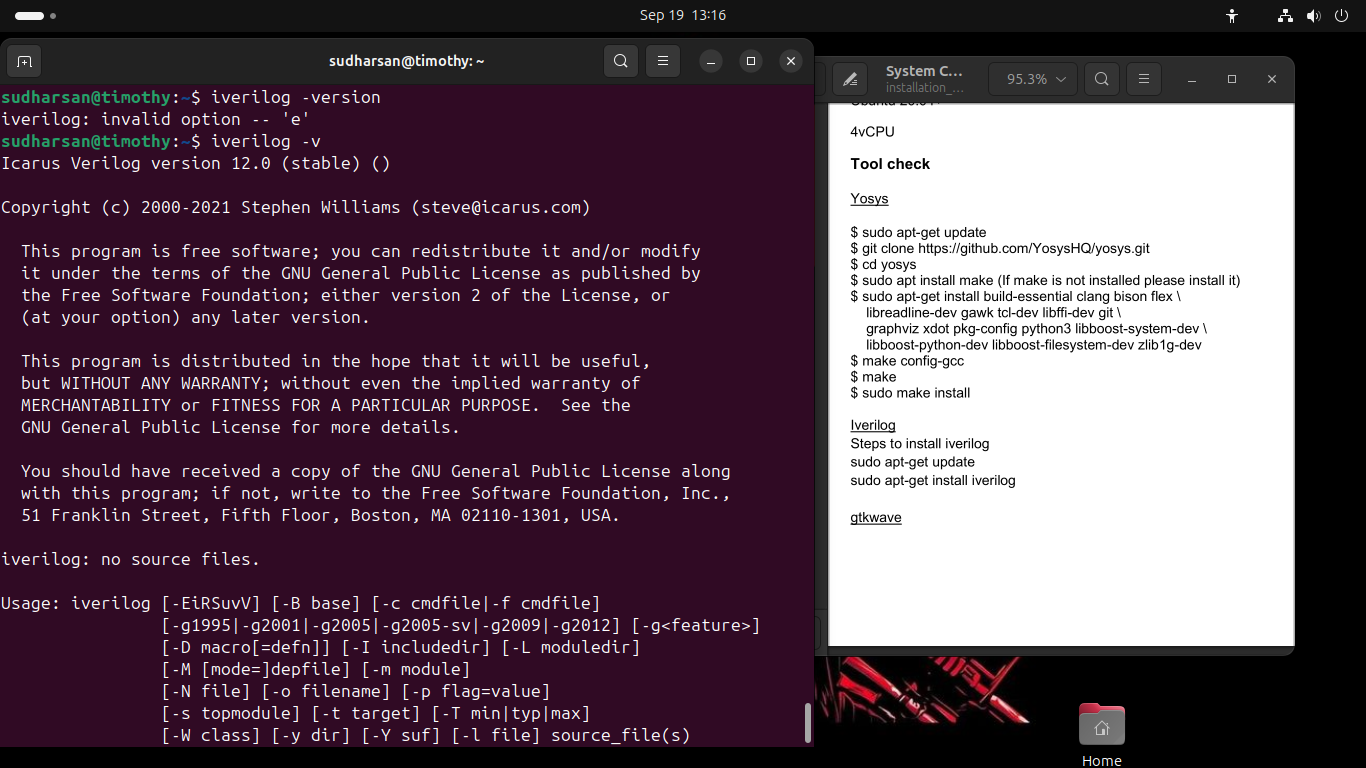 Sep 19 13:16
sudharsan@timothy: ~
sudharsan@timothy:~$ iverilog -version
iverilog: invalid option -- 'e'
sudharsan@timothy:~$ iverilog -v
Icarus Verilog version 12.0 (stable) ()
Copyright (c) 2000-2021 Stephen Williams (steve@icarus.com)
This program is free software; you can redistribute it and/or modify
it under the terms of the GNU General Public License as published by
the Free Software Foundation; either version 2 of the License, or
(at your option) any later version.
This program is distributed in the hope that it will be useful,
but WITHOUT ANY WARRANTY; without even the implied warranty of
MERCHANTABILITY or FITNESS FOR A PARTICULAR PURPOSE.  See the
GNU General Public License for more details.
You should have received a copy of the GNU General Public License along
with this program; if not, write to the Free Software Foundation, Inc.,
51 Franklin Street, Fifth Floor, Boston, MA 02110-1301, USA.
iverilog: no source files.
Usage: iverilog [-EiRSuvV] [-B base] [-c cmdfile|-f cmdfile]
[-g1995|-g2001|-g2005|-g2005-sv|-g2009|-g2012] [-g<feature>]
[-D macro[=defn]] [-I includedir] [-L moduledir]
[-M [mode=]depfile] [-m module]
[-N file] [-o filename] [-p flag=value]
[-s topmodule] [-t target] [-T min|typ|max]
[-W class] [-y dir] [-Y suf] [-l file] source_file(s)
System C...
installation_...
95.3%
4vCPU
Tool check
Yosys
$ sudo apt-get update
$ git clone https://github.com/YosysHQ/yosys.git
$ cd yosys
$ sudo apt install make (If make is not installed please install it)
$ sudo apt-get install build-essential clang bison flex \
libreadline-dev gawk tcl-dev libffi-dev git \
graphviz xdot pkg-config python3 libboost-system-dev \
libboost-python-dev libboost-filesystem-dev zlib1g-dev
$ make config-gcc
$ make
$ sudo make install
Iverilog
Steps to install iverilog
sudo apt-get update
sudo apt-get install iverilog
gtkwave
Home